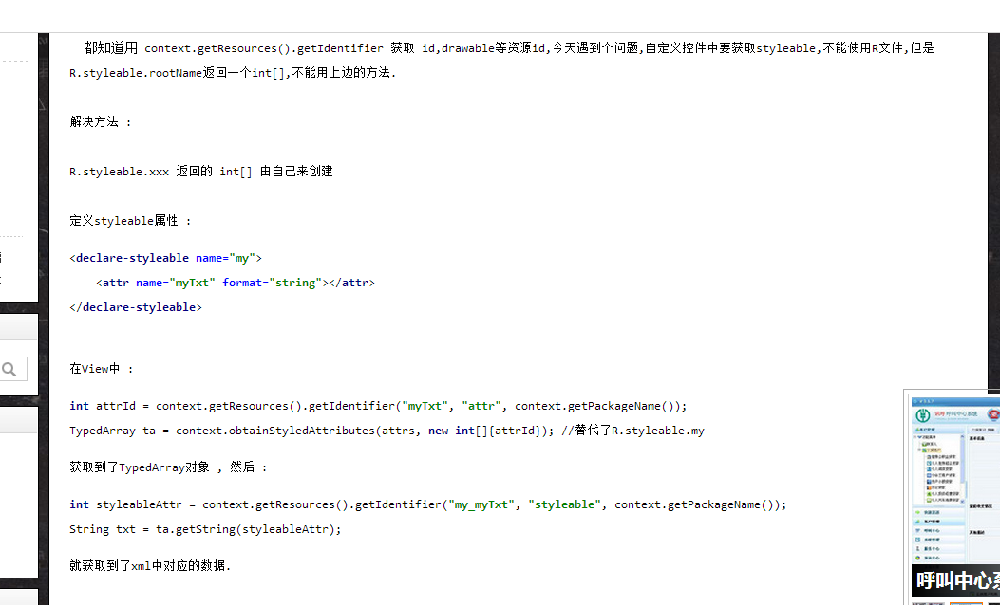 都知道用 context.getResources().getIdentifier 获取 id,drawable等资源id,今天遇到个问题,自定义控件中要获取styleable,不能使用R文件,但是
R.styleable.rootName返回一个int[],不能用上边的方法.
解决方法 :
R.styleable.xxx 返回的 int[] 由自己来创建
定义styleable属性 :
<declare-styleable name="my">
<attr name="myTxt" format="string"></attr>
</declare-styleable>
在View中 :
int attrId = context.getResources().getIdentifier("myTxt", "attr", context.getPackageName());
TypedArray ta = context.obtainStyledAttributes(attrs, new int[]{attrId}); //替代了R.styleable.my
获取到了TypedArray对象 , 然后 :
int styleableAttr = context.getResources().getIdentifier("my_myTxt", "styleable", context.getPackageName());
String txt = ta.getString(styleableAttr);
就获取到了xml中对应的数据.
呼叫中心系